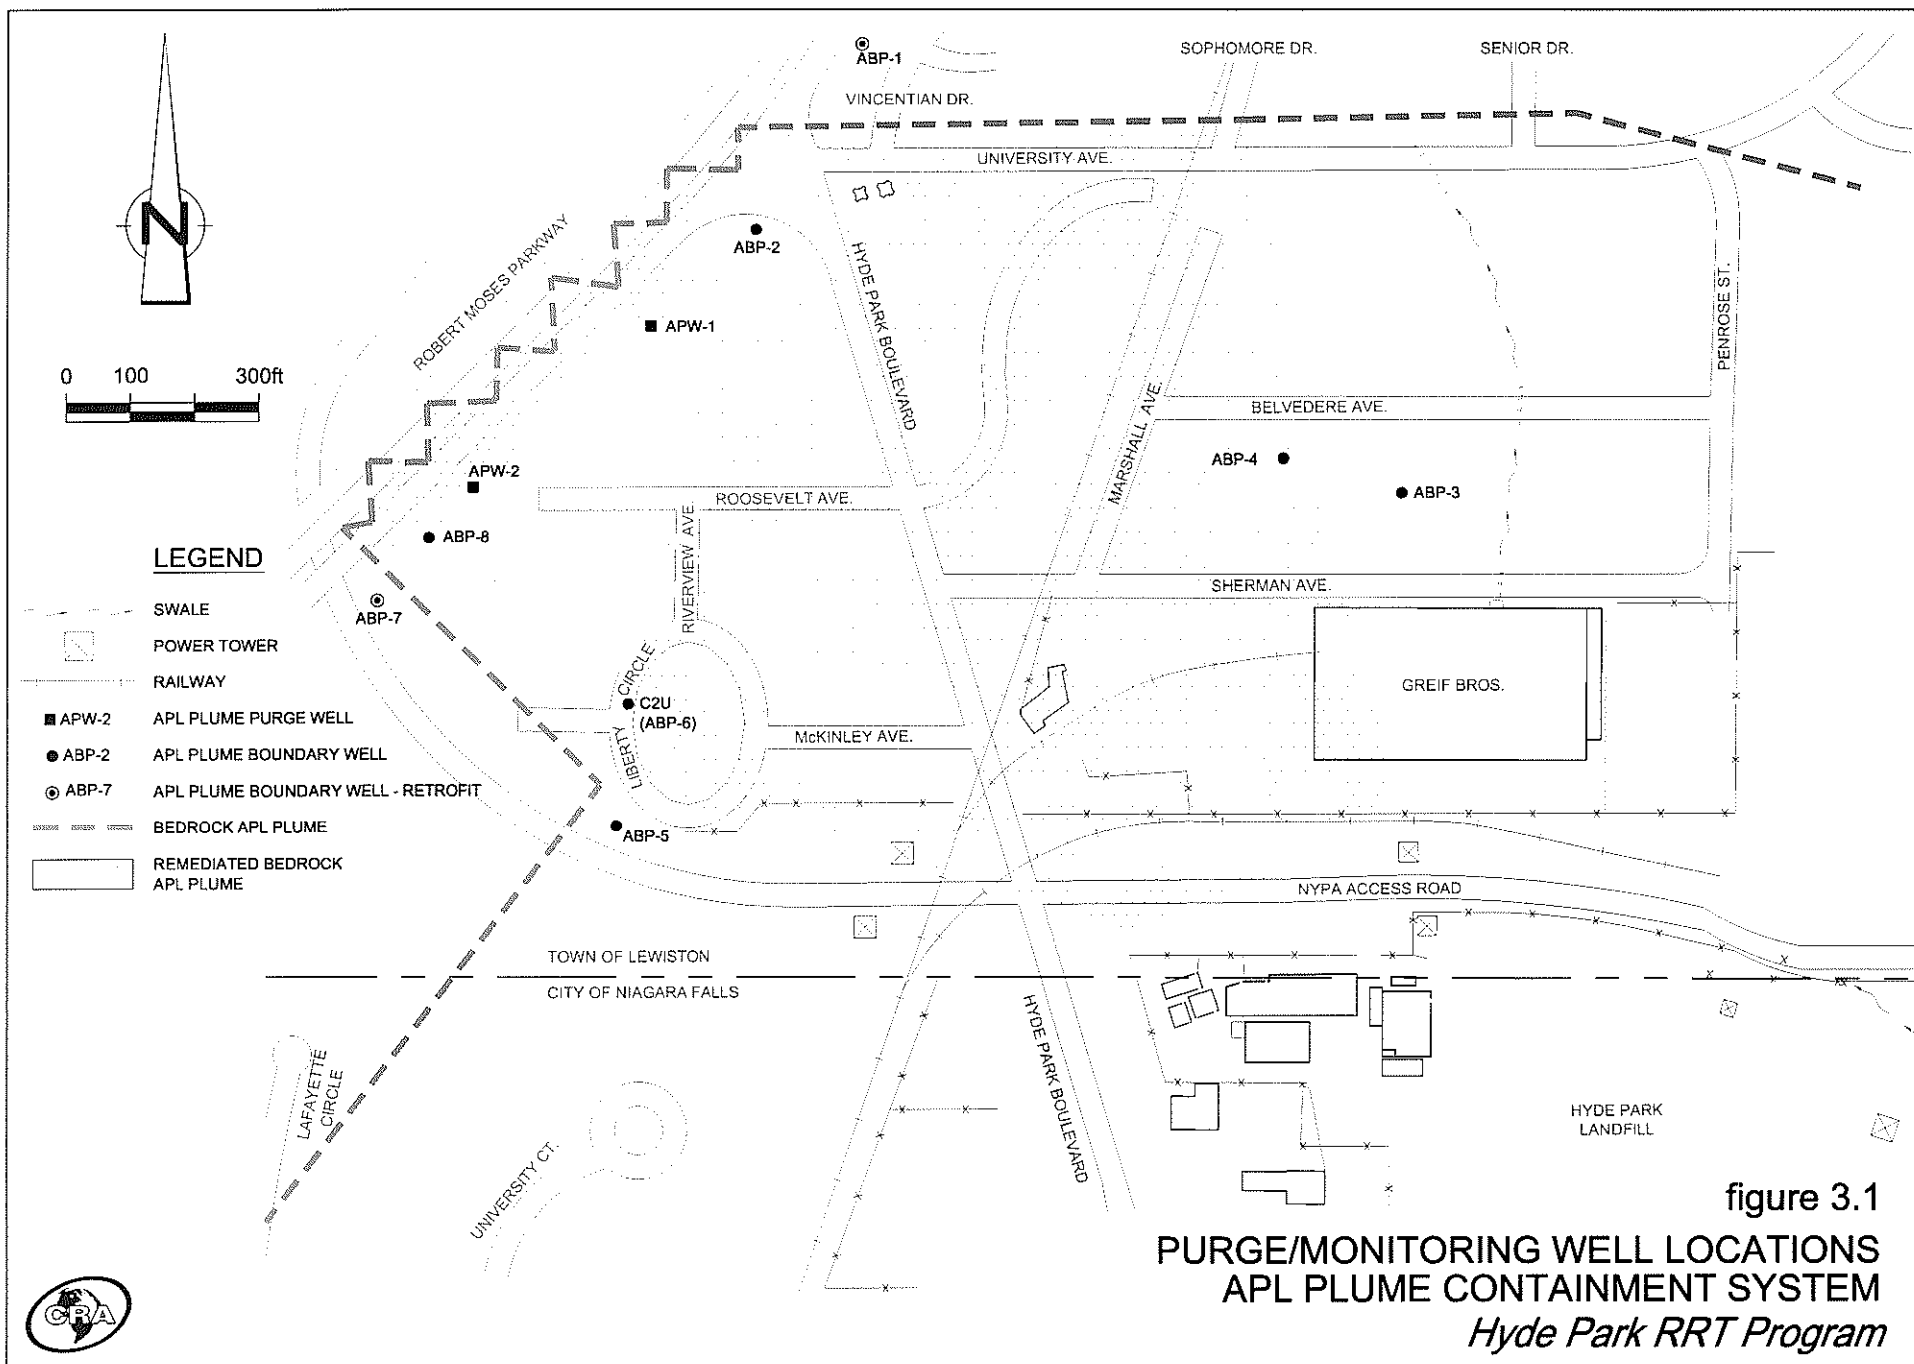 ABP-1
SOPHOMORE DR.
SENIOR DR.
VINCENTIAN DR.
UNIVERSITY AVE.
N
ROBERT MOSES PARKWAY
ABP-2
HYDE PARK BOULEVARD
PENROSE ST.
APW-1
0 100 300ft
MARSHALL AVE.
BELVEDERE AVE.
ABP-4
ABP-3
APW-2
ROOSEVELT AVE.
ABP-8
RIVERVIEW AVE
SHERMAN AVE.
ABP-7
LIBERTY CIRCLE
C2U
(ABP-6)
McKINLEY AVE.
GREIF BROS.
ABP-5
LEGEND
SWALE
POWER TOWER
RAILWAY
APW-2 APL PLUME PURGE WELL
ABP-2 APL PLUME BOUNDARY WELL
ABP-7 APL PLUME BOUNDARY WELL - RETROFIT
BEDROCK APL PLUME
REMEDIATED BEDROCK
APL PLUME
NYPA ACCESS ROAD
TOWN OF LEWISTON
CITY OF NIAGARA FALLS
LAFAYETTE
CIRCLE
UNIVERSITY CT.
HYDE PARK BOULEVARD
HYDE PARK
LANDFILL
figure 3.1
PURGE/MONITORING WELL LOCATIONS
APL PLUME CONTAINMENT SYSTEM
Hyde Park RRT Program
CRA